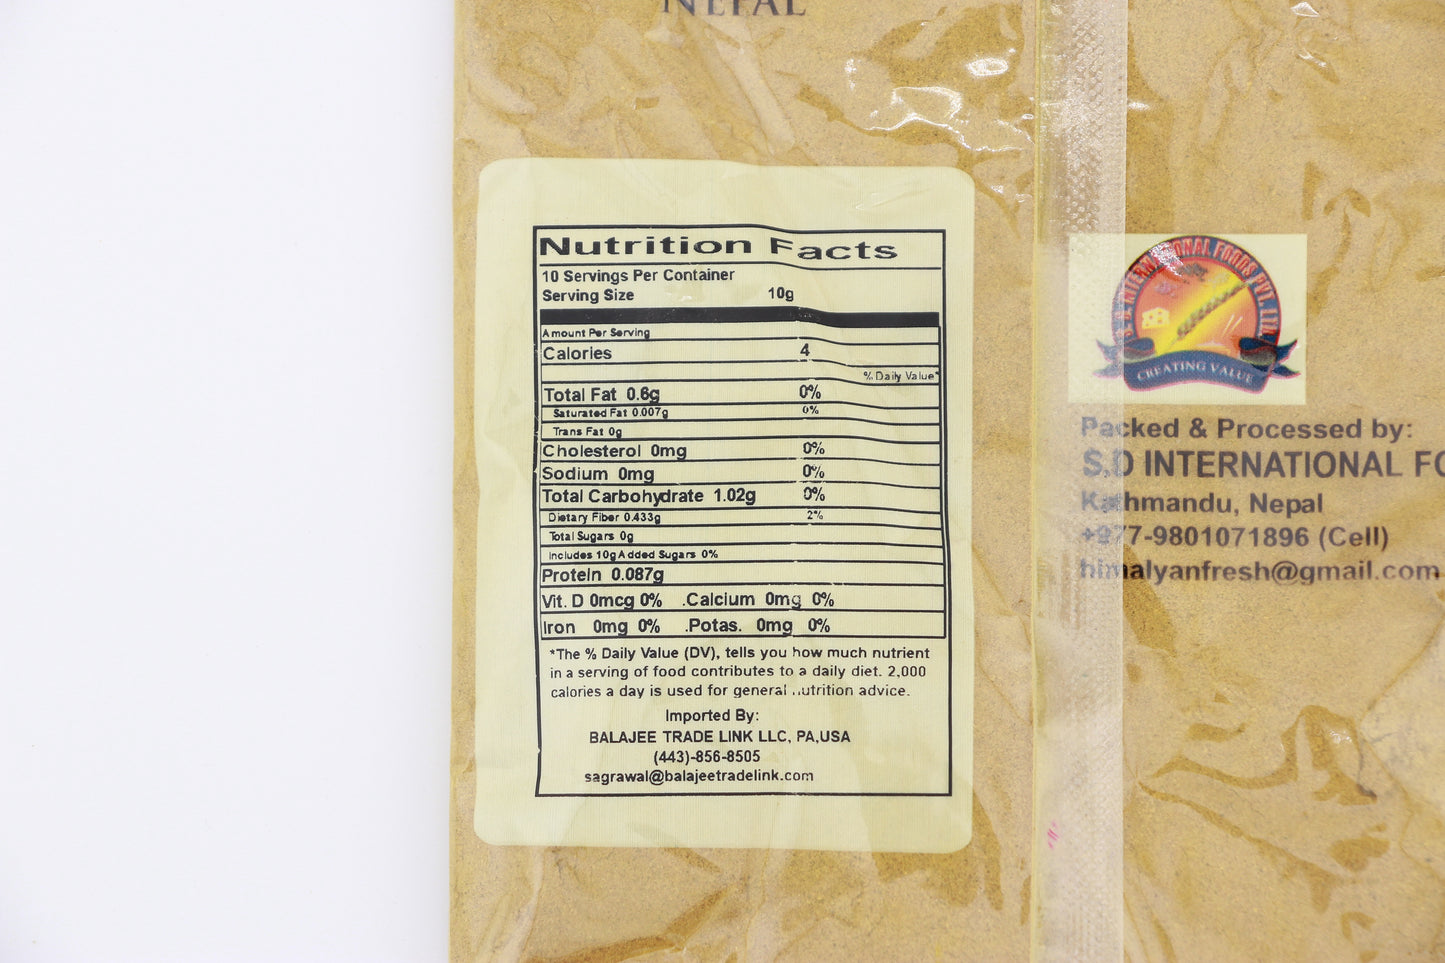 NEPAL
Nutrition Facts
10 Servings Per Container
Serving Size 10g
Amount Per Serving
Calories 4
% Daily Value*
Total Fat 0.6g 0%
Saturated Fat 0.007g 0%
Trans Fat 0g
Cholesterol 0mg 0%
Sodium 0mg 0%
Total Carbohydrate 1.02g 0%
Dietary Fiber 0.433g 2%
Total Sugars 0g
Includes 10g Added Sugars 0%
Protein 0.087g
Vit. D 0mcg 0% .Calcium 0mg 0%
Iron 0mg 0% .Potas. 0mg 0%
*The % Daily Value (DV), tells you how much nutrient
in a serving of food contributes to a daily diet. 2,000
calories a day is used for general nutrition advice.
Imported By:
BALAJEE TRADE LINK LLC, PA,USA
(443)-856-8505
sagrawal@balajeetradelink.com
INTERNATIONAL FOODS PVT. LTD
CREATING VALUE
Packed & Processed by:
S.D INTERNATIONAL FO
Kathmandu, Nepal
+977-9801071896 (Cell)
himalyanfresh@gmail.com